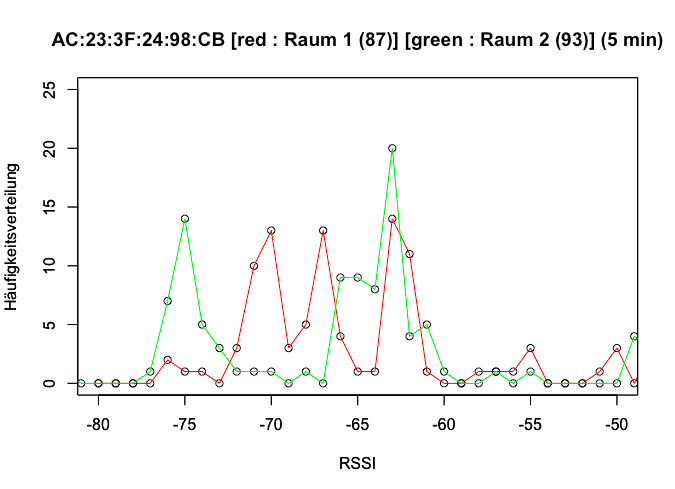 AC:23:3F:24:98:CB [red : Raum 1 (87)] [green : Raum 2 (93)] (5 min)
25
20
15
10
5
0
Häufigkeitsverteilung
-80 -75 -70 -65 -60 -55 -50
RSSI